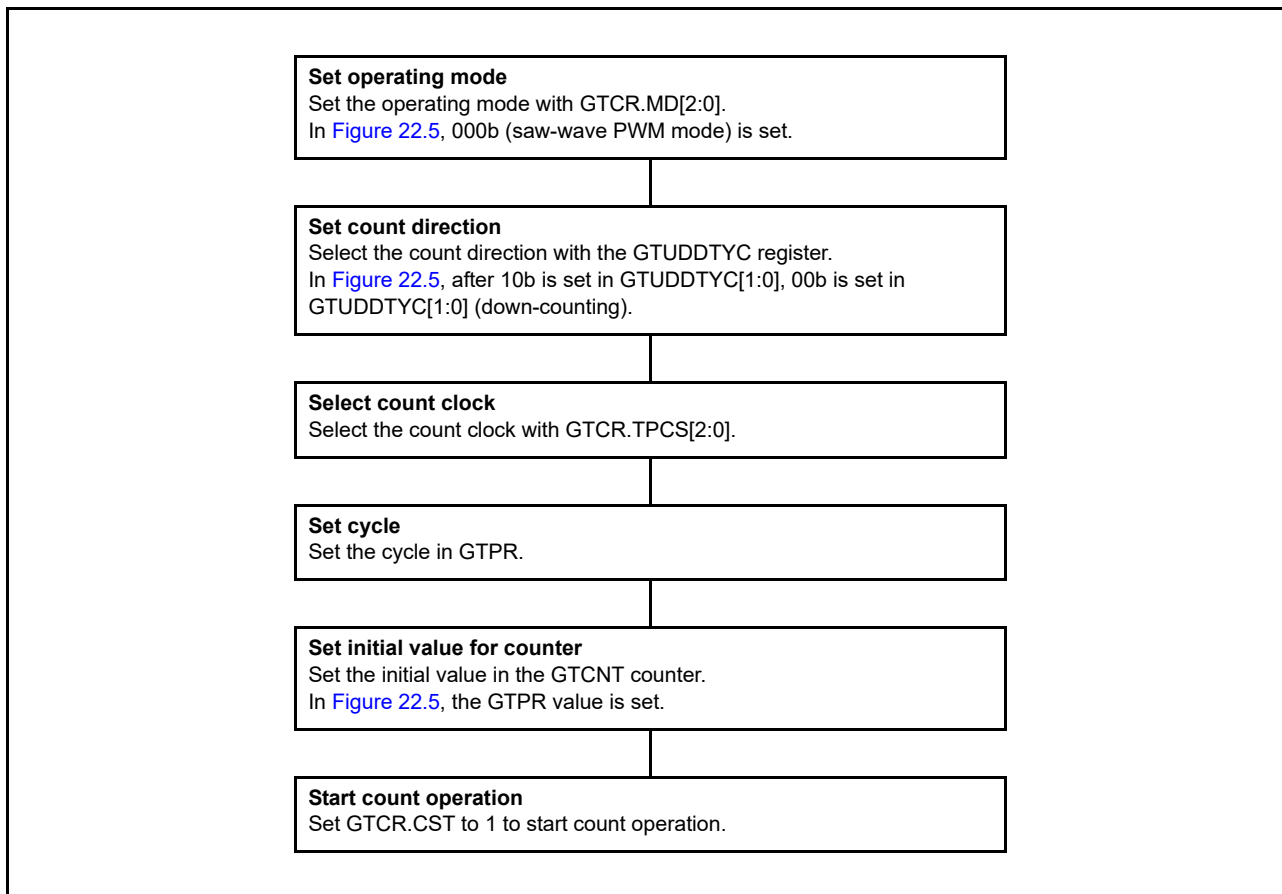 Set operating mode
Set the operating mode with GTCR.MD[2:0].
In Figure 22.5, 000b (saw-wave PWM mode) is set.
Set count direction
Select the count direction with the GTUDDTYC register.
In Figure 22.5, after 10b is set in GTUDDTYC[1:0], 00b is set in
GTUDDTYC[1:0] (down-counting).
Select count clock
Select the count clock with GTCR.TPCS[2:0].
Set cycle
Set the cycle in GTPR.
Set initial value for counter
Set the initial value in the GTCNT counter.
In Figure 22.5, the GTPR value is set.
Start count operation
Set GTCR.CST to 1 to start count operation.